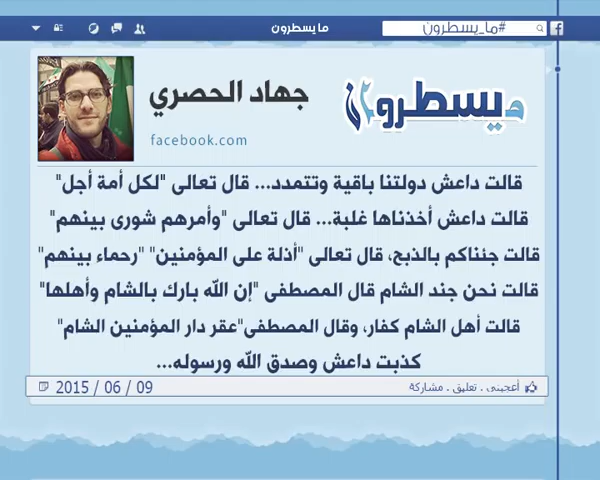 ما يسطرون
#ما_يسطرون
جهاد الحصري
ما يسطرون
facebook.com
قالت داعش دولتنا باقية وتتمدد... قال تعالى "لكل أمة أجل"
قالت داعش أخذناها غلبة... قال تعالى "وأمرهم شورى بينهم"
قالت جئناكم بالذبح، قال تعالى "أذلة على المؤمنين" "رحماء بينهم"
قالت نحن جند الشام قال المصطفى "إن الله بارك بالشام وأهلها"
قالت أهل الشام كفار، وقال المصطفى"عقر دار المؤمنين الشام"
كذبت داعش وصدق الله ورسوله...
أعجبني . تعليق . مشاركة
2015 / 06 / 09